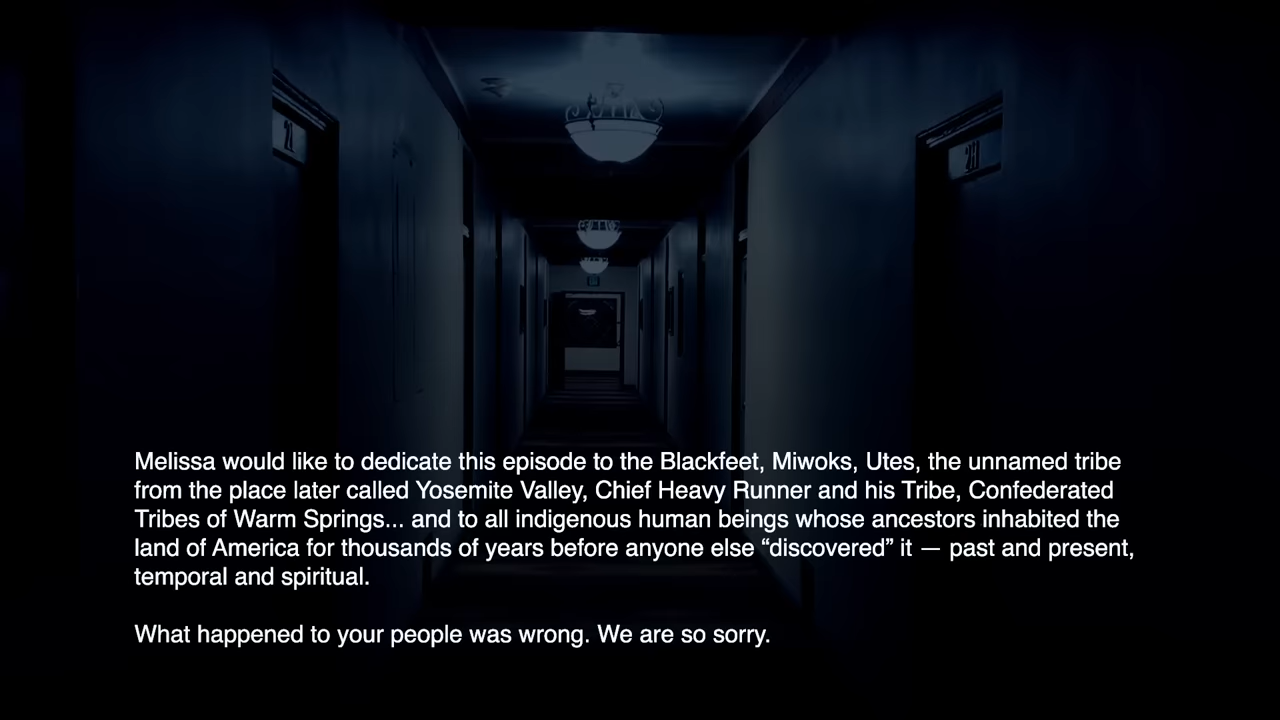 Melissa would like to dedicate this episode to the Blackfeet, Miwoks, Utes, the unnamed tribe
from the place later called Yosemite Valley, Chief Heavy Runner and his Tribe, Confederated
Tribes of Warm Springs... and to all indigenous human beings whose ancestors inhabited the
land of America for thousands of years before anyone else “discovered” it — past and present,
temporal and spiritual.
What happened to your people was wrong. We are so sorry.